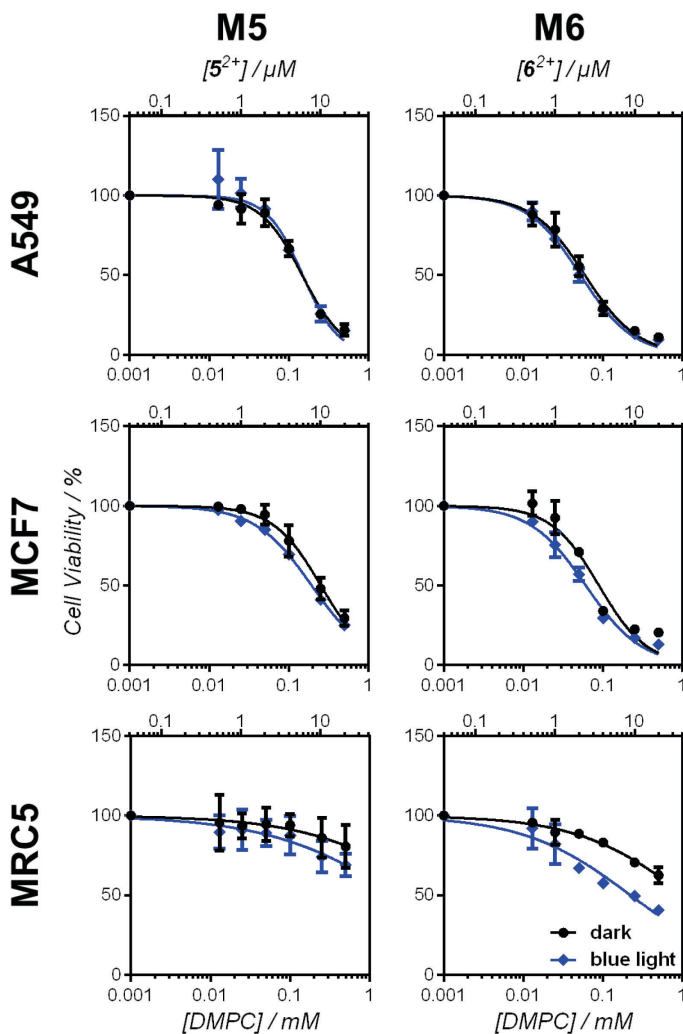 M5 M6
[5²⁺] / µM [6²⁺] / µM
0.1 1 10 0.1 1 10
A549
150 150
100 100
50 50
0 0
0.001 0.01 0.1 1 0.001 0.01 0.1 1
0.1 1 10 0.1 1 10
MCF7
Cell Viability / %
150 150
100 100
50 50
0 0
0.001 0.01 0.1 1 0.001 0.01 0.1 1
0.1 1 10 0.1 1 10
MRC5
150 150
100 100
50 50
dark
blue light
0 0
0.001 0.01 0.1 1 0.001 0.01 0.1 1
[DMPC] / mM [DMPC] / mM